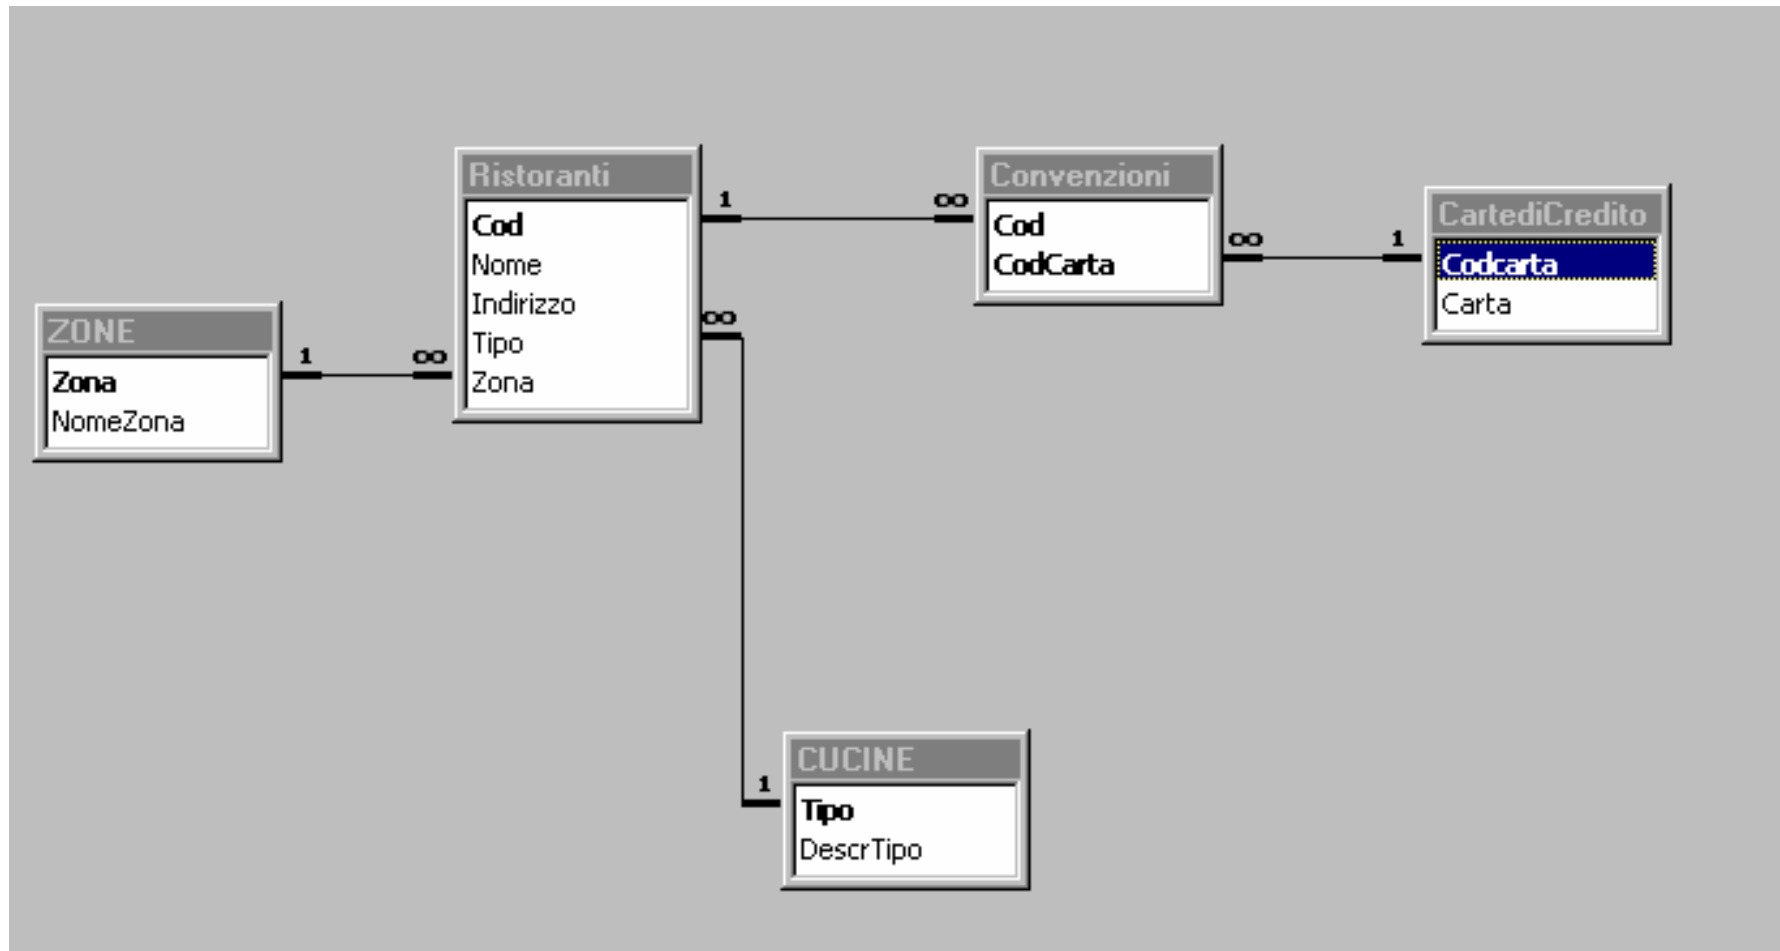 ZONE
Zona
NomeZona
1
∞
Ristoranti
Cod
Nome
Indirizzo
Tipo
Zona
1
∞
∞
1
Convenzioni
Cod
CodCarta
∞
1
CartediCredito
Codcarta
Carta
CUCINE
Tipo
DescrTipo